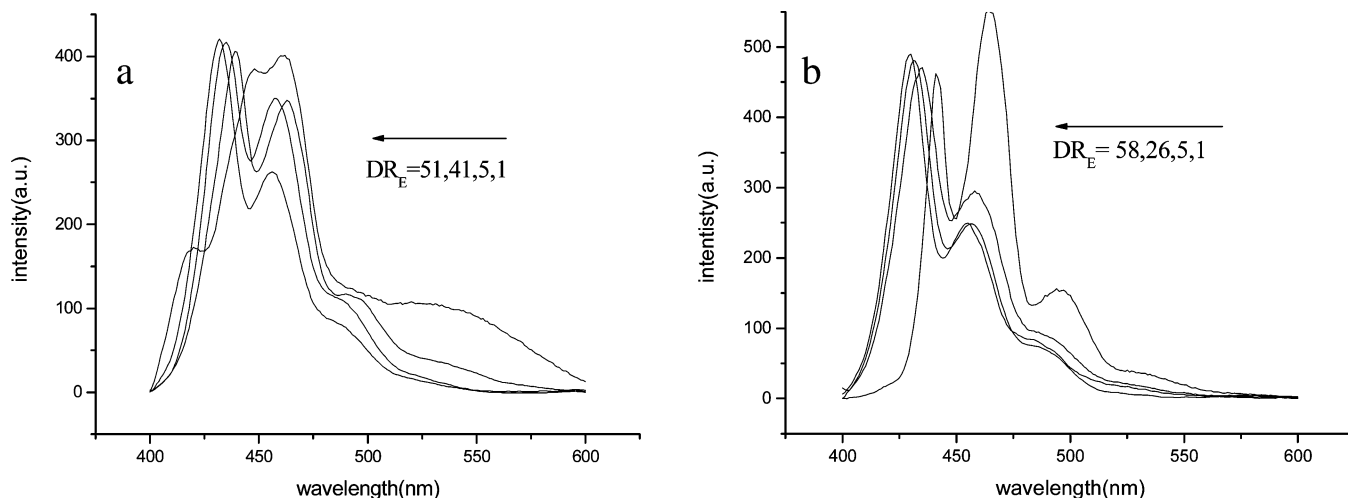 a
400
300
200
100
0
intensity(a.u.)
DR_E=51,41,5,1
400 450 500 550 600
wavelength(nm)
b
500
400
300
200
100
0
intentisty(a.u.)
DR_E=58,26,5,1
400 450 500 550 600
wavelength(nm)